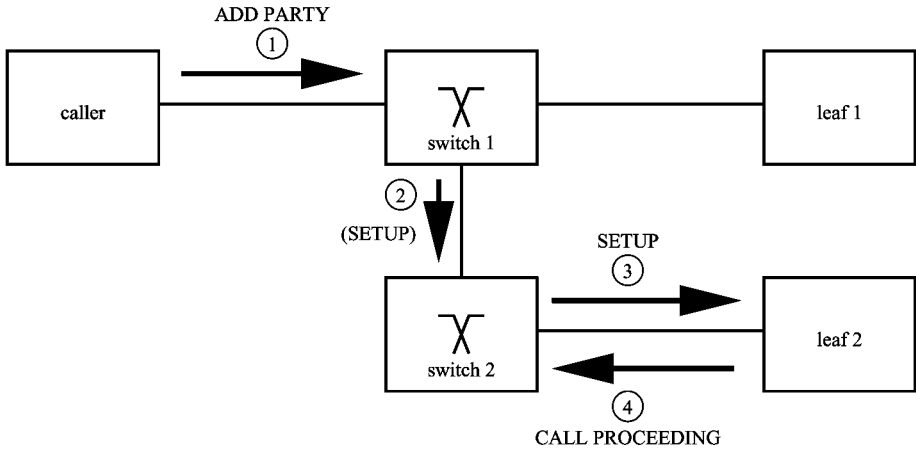 ADD PARTY
1
caller
switch 1
leaf 1
2
(SETUP)
SETUP
3
switch 2
leaf 2
4
CALL PROCEEDING